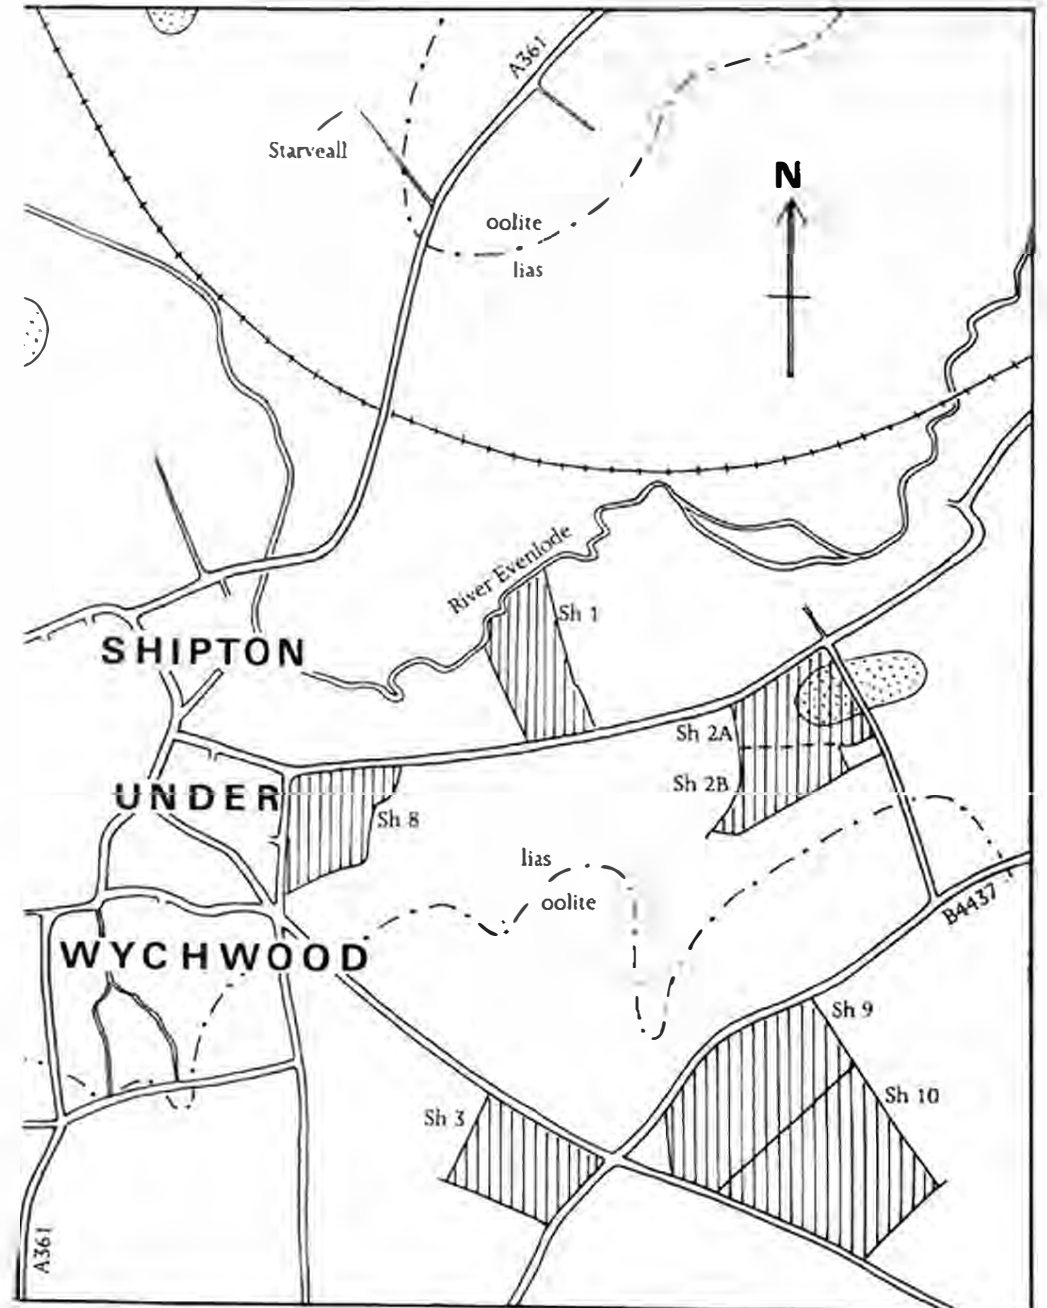 A361
Starveall
N
oolite
lias
River Evenlode
Sh 1
SHIPTON
Sh 2A
Sh 2B
UNDER
Sh 8
lias
oolite
B4437
WYCHWOOD
Sh 9
Sh 10
Sh 3
A361